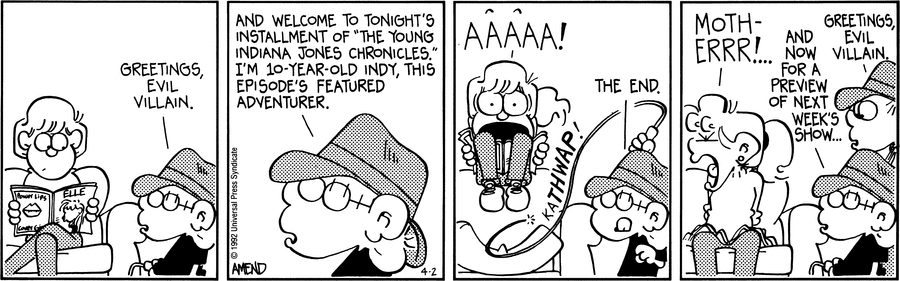 GREETINGS,
EVIL
VILLAIN.
ELLE
POWER LIPS
AND WELCOME TO TONIGHT'S
INSTALLMENT OF "THE YOUNG
INDIANA JONES CHRONICLES."
I'M 10-YEAR-OLD INDY, THIS
EPISODE'S FEATURED
ADVENTURER.
© 1992 Universal Press Syndicate
AMEND
4-2
AAAAA!
THE END.
KATHWAP!
MOTH-
ERRR!....
AND
NOW
FOR A
PREVIEW
OF NEXT
WEEK'S
SHOW...
GREETINGS,
EVIL
VILLAIN.